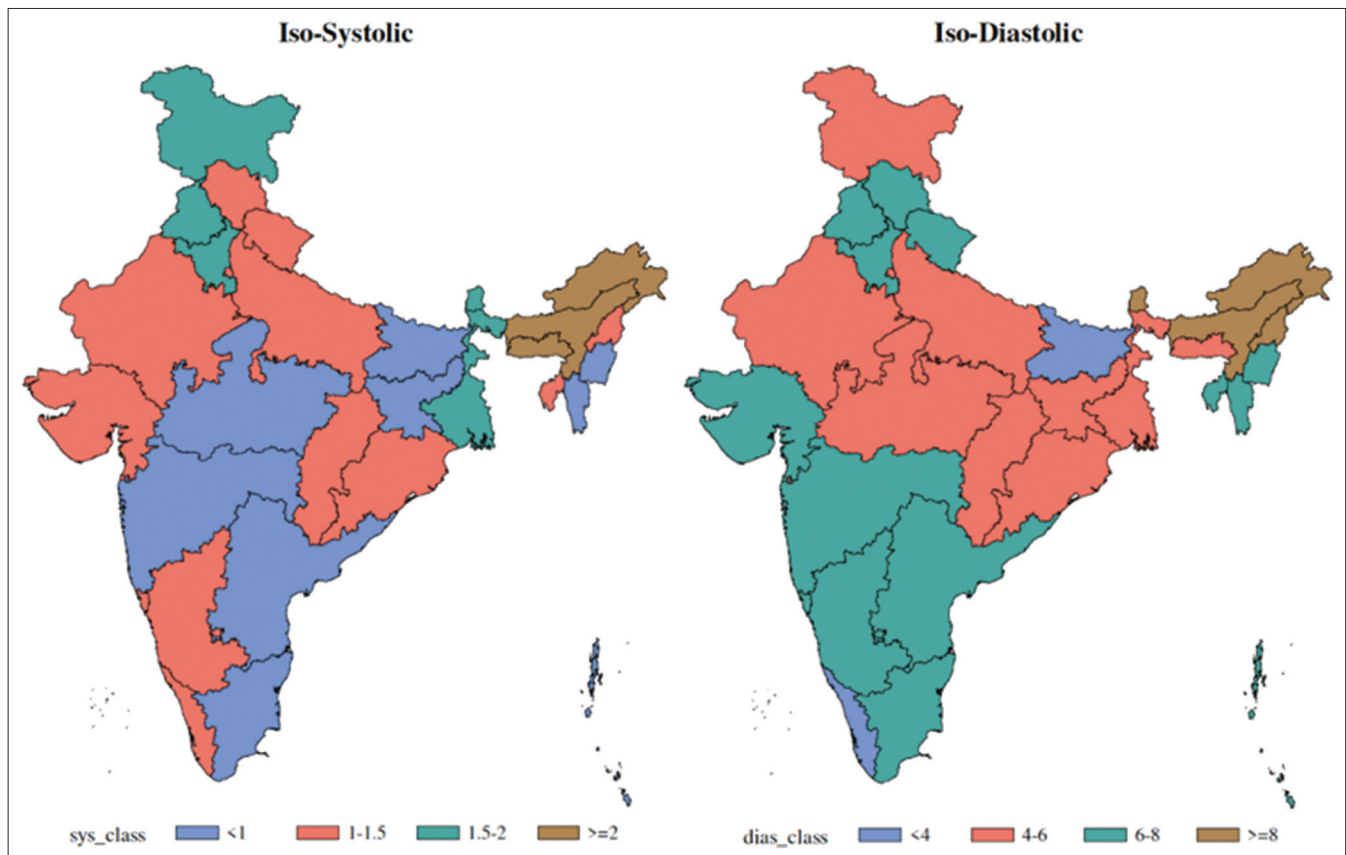 Iso-Systolic
Iso-Diastolic
sys_class <1 1-1.5 1.5-2 >=2
dias_class <4 4-6 6-8 >=8